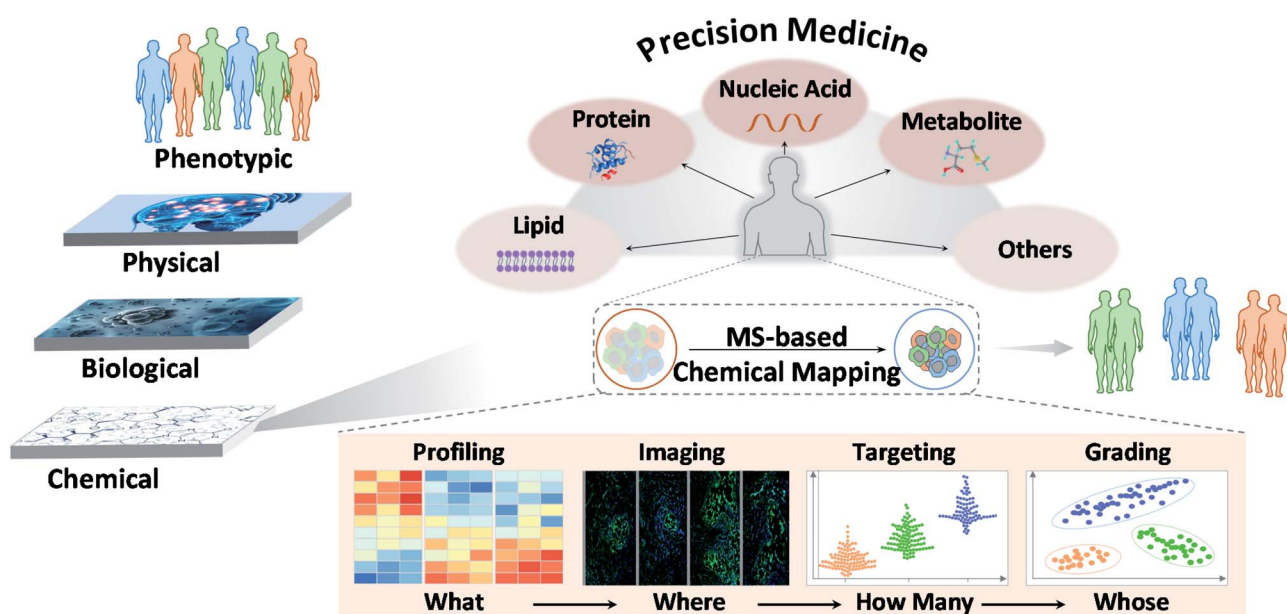 Phenotypic
Physical
Biological
Chemical
Precision Medicine
Nucleic Acid
Protein
Metabolite
Lipid
Others
MS-based
Chemical Mapping
Profiling
Imaging
Targeting
Grading
What
Where
How Many
Whose